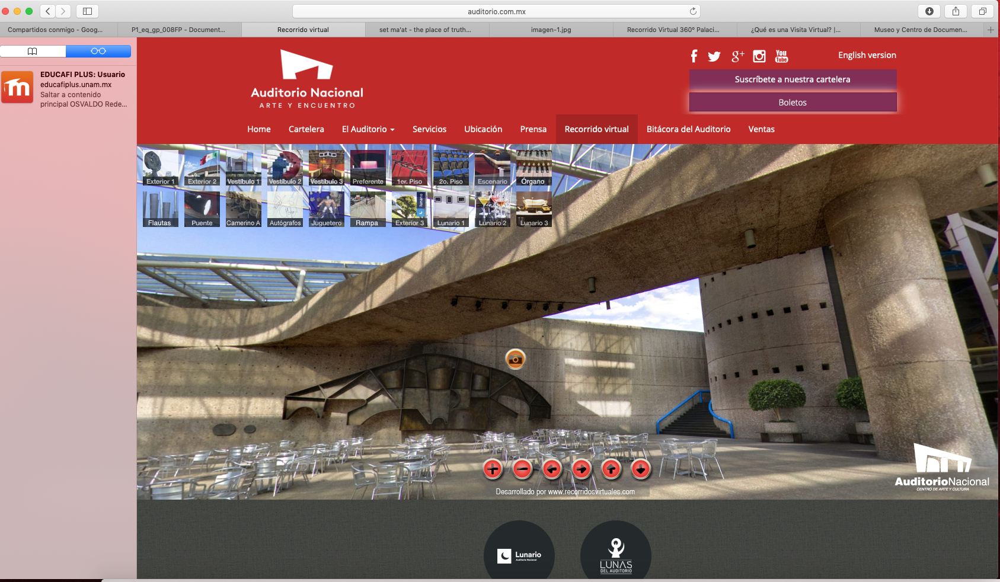 auditorio.com.mx
Compartidos conmigo - Goog...
P1_eq_gp_008FP - Document...
Recorrido virtual
set ma'at - the place of truth...
imagen-1.jpg
Recorrido Virtual 360º Palaci...
¿Qué es una Visita Virtual? |...
Museo y Centro de Documen...
EDUCAFI PLUS: Usuario
educafiplus.unam.mx
Saltar a contenido
principal OSVALDO Rede...
Auditorio Nacional
ARTE Y ENCUENTRO
You
Tube
English version
Suscríbete a nuestra cartelera
Boletos
Home
Cartelera
El Auditorio
Servicios
Ubicación
Prensa
Recorrido virtual
Bitácora del Auditorio
Ventas
Exterior 1
Exterior 2
Vestíbulo 1
Vestíbulo 2
Vestíbulo 3
Preferente
1er. Piso
2o. Piso
Escenario
Órgano
Flautas
Puente
Camerino A
Autógrafos
Juguetero
Rampa
Exterior 3
lunario
Lunario 1
Lunario 2
Lunario 3
Desarrollado por www.recorridosvirtuales.com
AuditorioNacional
CENTRO DE ARTE Y CULTURA
Lunario
Auditorio Nacional
LUNAS
DEL AUDITORIO